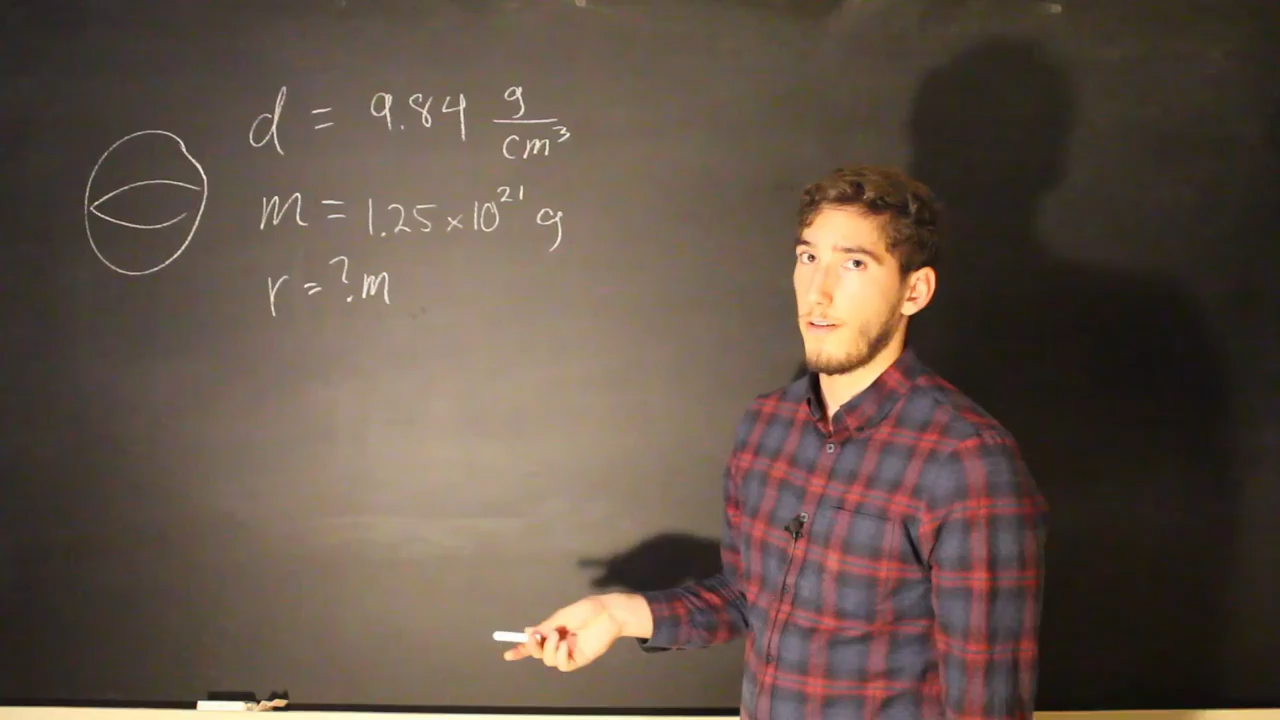 d = 9.84 g/cm³
m = 1.25 × 10²¹ g
r = ? m